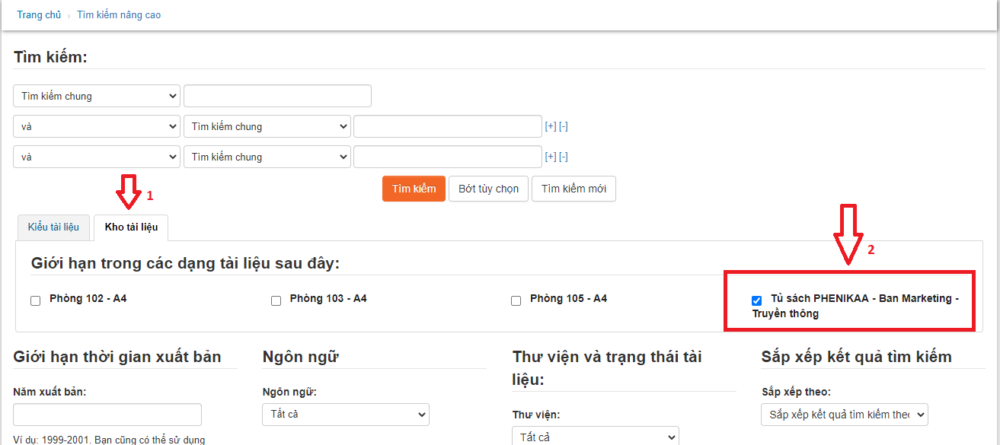 Trang chủ › Tìm kiếm nâng cao
Tìm kiếm:
Tìm kiếm chung
và Tìm kiếm chung [+] [-]
và Tìm kiếm chung [+] [-]
1
Tìm kiếm Bớt tùy chọn Tìm kiếm mới
Kiểu tài liệu Kho tài liệu
2
Giới hạn trong các dạng tài liệu sau đây:
Phòng 102 - A4 Phòng 103 - A4 Phòng 105 - A4 Tủ sách PHENIKAA - Ban Marketing -
Truyền thông
Giới hạn thời gian xuất bản
Năm xuất bản:
Ví dụ: 1999-2001. Bạn cũng có thể sử dụng
Ngôn ngữ
Ngôn ngữ:
Tất cả
Thư viện và trạng thái tài
liệu:
Thư viện:
Tất cả
Sắp xếp kết quả tìm kiếm
Sắp xếp theo:
Sắp xếp kết quả tìm kiếm theo